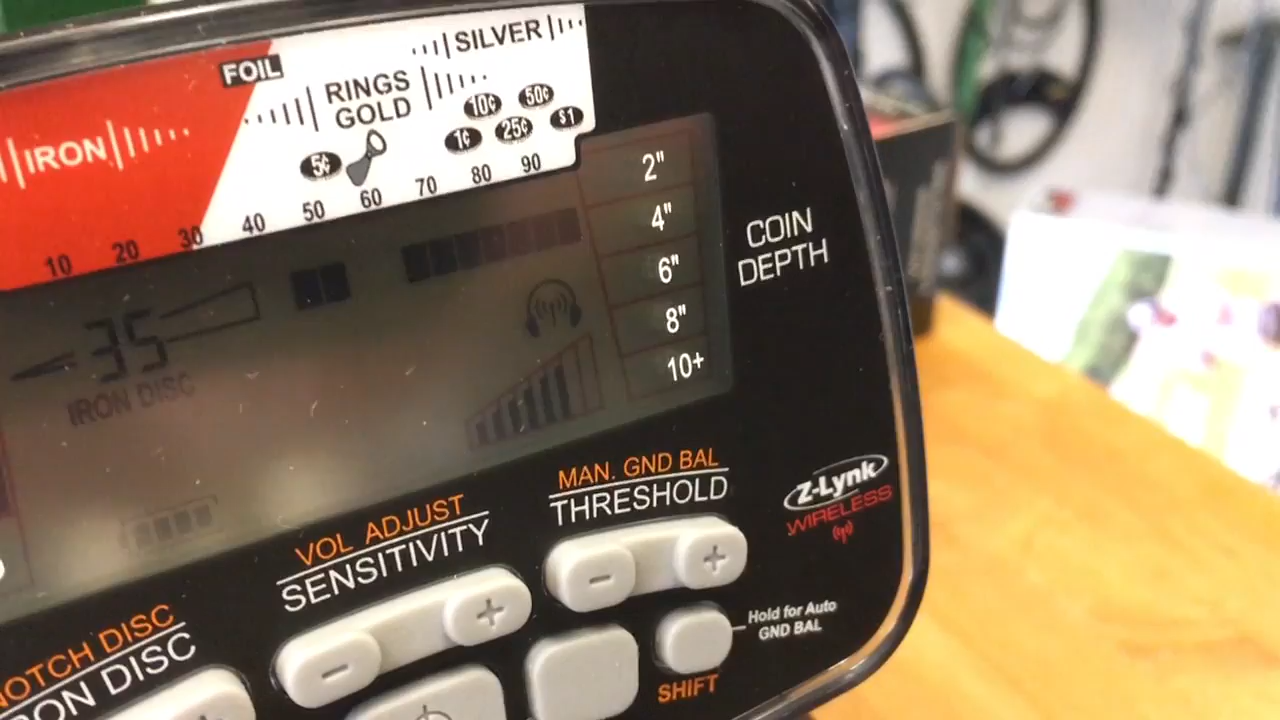 FOIL
SILVER
IRON
RINGS
GOLD
10¢
50¢
5¢
1¢
25¢
$1
10
20
30
40
50
60
70
80
90
2"
4"
6"
8"
10+
COIN
DEPTH
35
IRON DISC
MAN. GND BAL
THRESHOLD
VOL ADJUST
SENSITIVITY
NOTCH DISC
RON DISC
Z-Lynk
WIRELESS
Hold for Auto
GND BAL
SHIFT